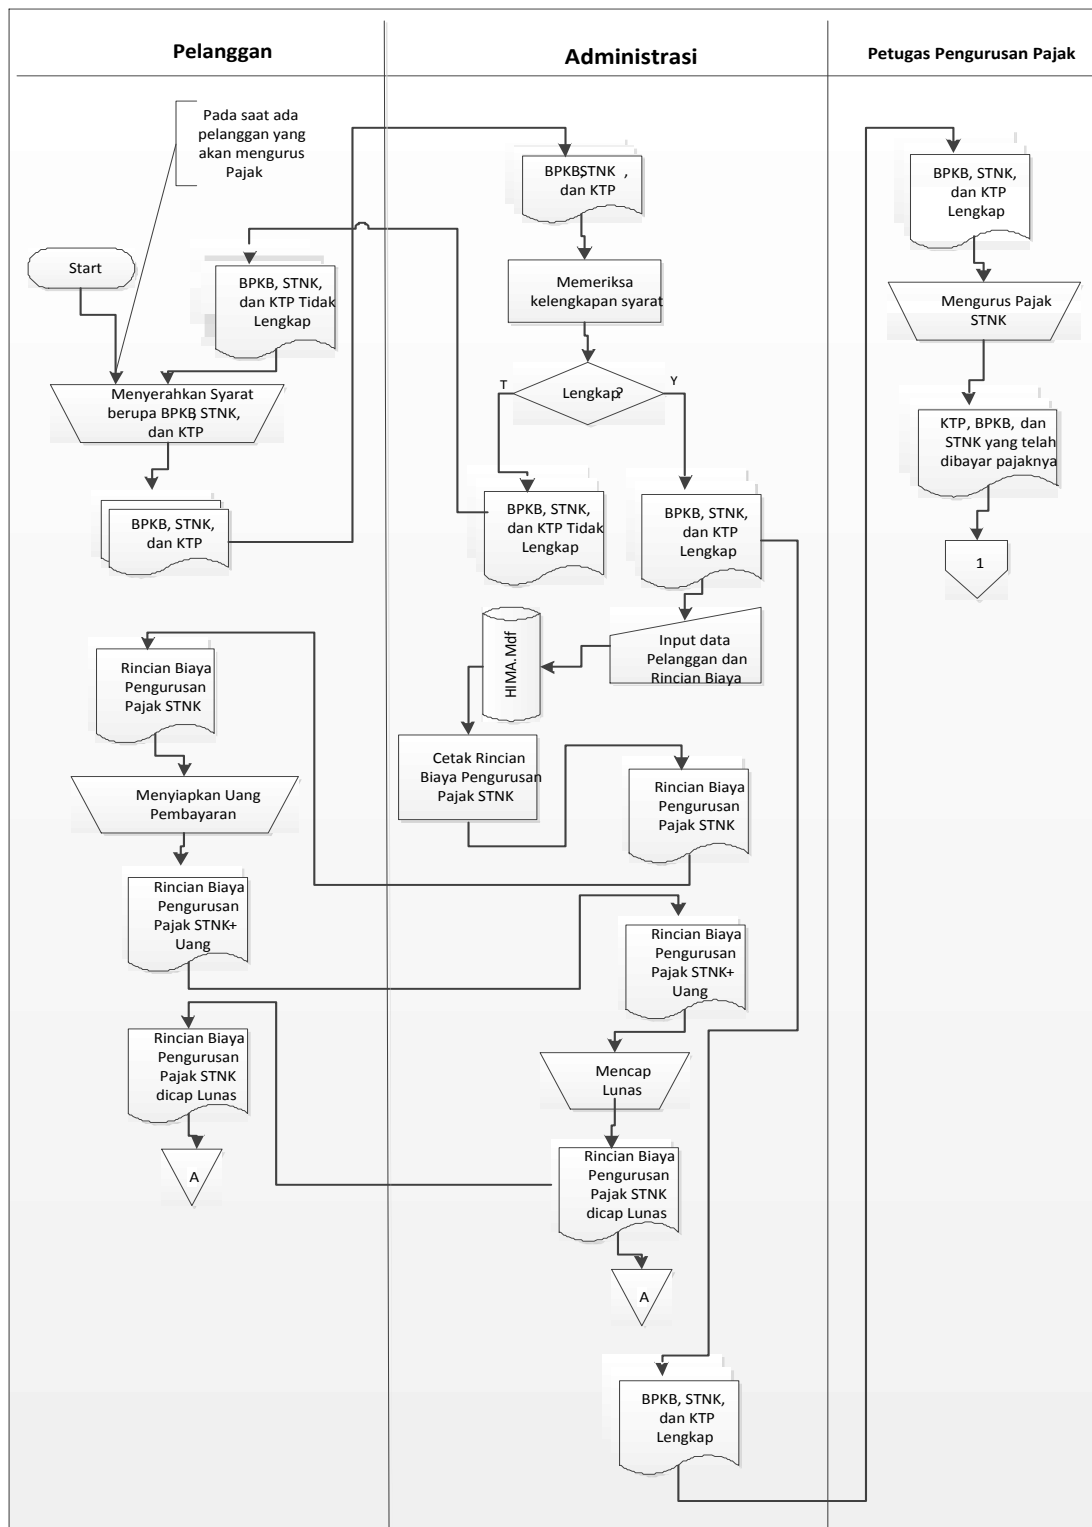 Pelanggan
Administrasi
Petugas Pengurusan Pajak
Pada saat ada
pelanggan yang
akan mengurus
Pajak
Start
BPKB, STNK,
dan KTP Tidak
Lengkap
Menyerahkan Syarat
berupa BPKB, STNK,
dan KTP
BPKB, STNK,
dan KTP
Rincian Biaya
Pengurusan
Pajak STNK
Menyiapkan Uang
Pembayaran
Rincian Biaya
Pengurusan
Pajak STNK+
Uang
Rincian Biaya
Pengurusan
Pajak STNK
dicap Lunas
A
BPKB,STNK ,
dan KTP
Memeriksa
kelengkapan syarat
Lengkap?
T
Y
BPKB, STNK,
dan KTP Tidak
Lengkap
BPKB, STNK,
dan KTP
Lengkap
Input data
Pelanggan dan
Rincian Biaya
HIMA.Mdf
Cetak Rincian
Biaya Pengurusan
Pajak STNK
Rincian Biaya
Pengurusan
Pajak STNK
Rincian Biaya
Pengurusan
Pajak STNK+
Uang
Mencap
Lunas
Rincian Biaya
Pengurusan
Pajak STNK
dicap Lunas
A
BPKB, STNK,
dan KTP
Lengkap
BPKB, STNK,
dan KTP
Lengkap
Mengurus Pajak
STNK
KTP, BPKB, dan
STNK yang telah
dibayar pajaknya
1